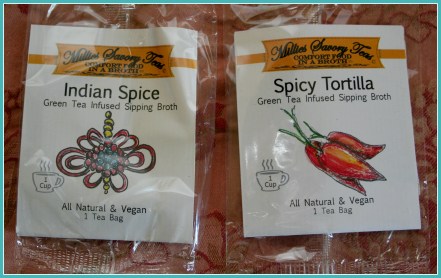 Millie's Savory Teas
COMFORT FOOD
IN A BROTH
Indian Spice
Green Tea Infused Sipping Broth
1
Cup
All Natural & Vegan
1 Tea Bag
Millie's Savory Teas
COMFORT FOOD
IN A BROTH
Spicy Tortilla
Green Tea Infused Sipping Broth
1
Cup
All Natural & Vegan
1 Tea Bag